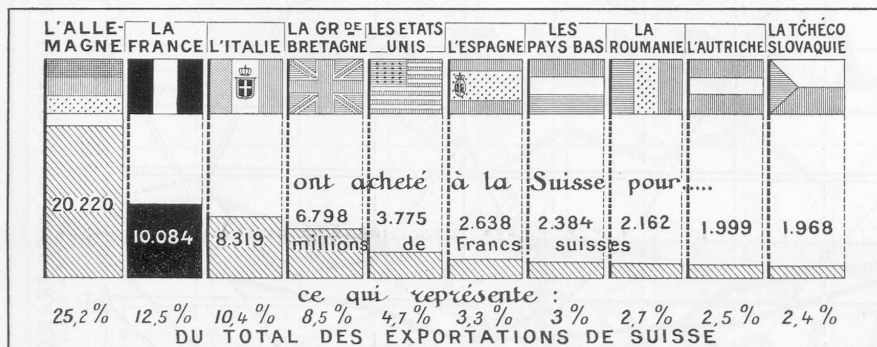 L'ALLE-MAGNE LA FRANCE L'ITALIE LA GR DE BRETAGNE LES ETATS UNIS L'ESPAGNE LES PAYS BAS LA ROUMANIE L'AUTRICHE LA TCHÉCO SLOVAQUIE
ont acheté à la Suisse pour.....
20.220 10.084 8.319 6.798 3.775 2.638 2.384 2.162 1.999 1.968
millions de Francs suisses
ce qui représente :
25,2 % 12,5 % 10,4 % 8,5 % 4,7 % 3,3 % 3 % 2,7 % 2,5 % 2,4 %
DU TOTAL DES EXPORTATIONS DE SUISSE